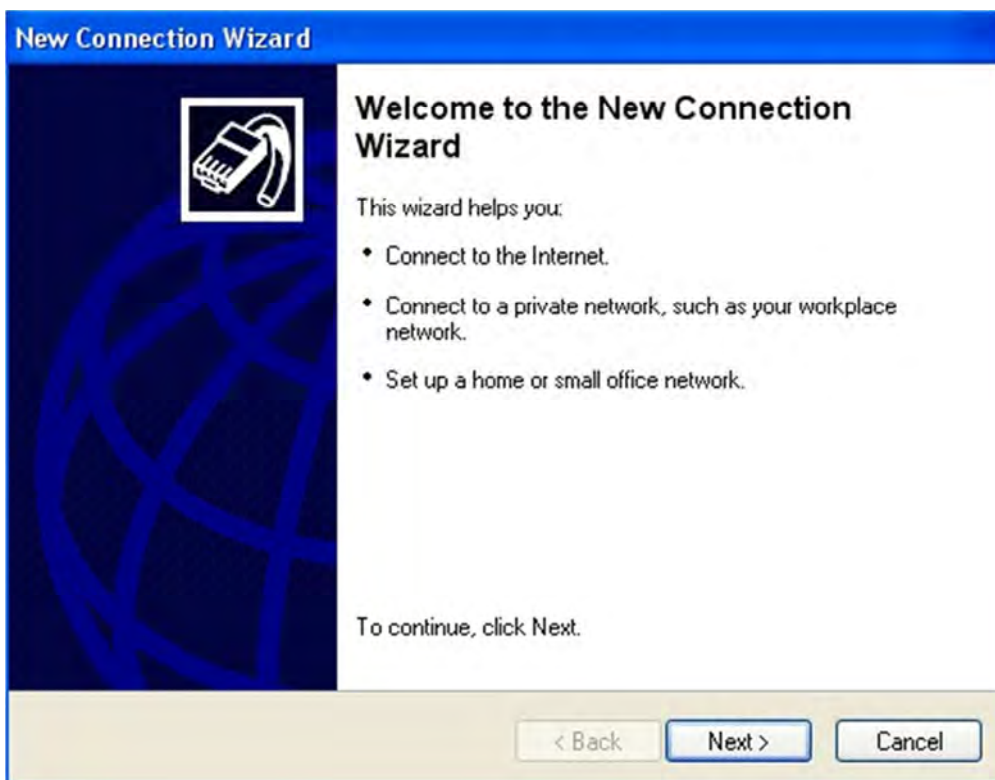 New Connection Wizard
Welcome to the New Connection
Wizard
This wizard helps you:
• Connect to the Internet.
• Connect to a private network, such as your workplace
network.
• Set up a home or small office network.
To continue, click Next.
< Back
Next >
Cancel